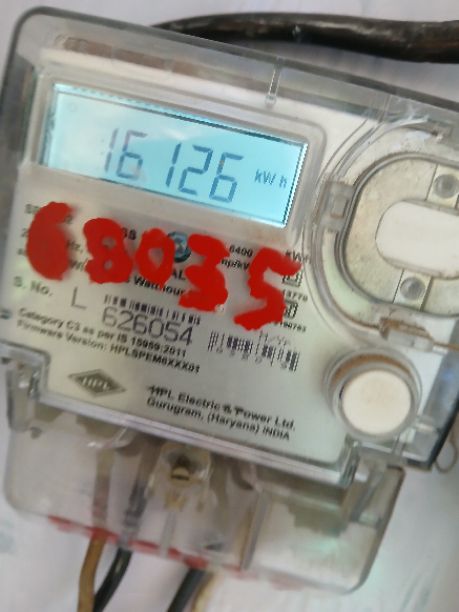 16126 kWh
68035
S. No. L 626054
Category C3 as per IS 15959:2011
Firmware Version: HPLSPEM6XXX01
HPL
HPL Electric & Power Ltd.
Gurugram, (Haryana) INDIA